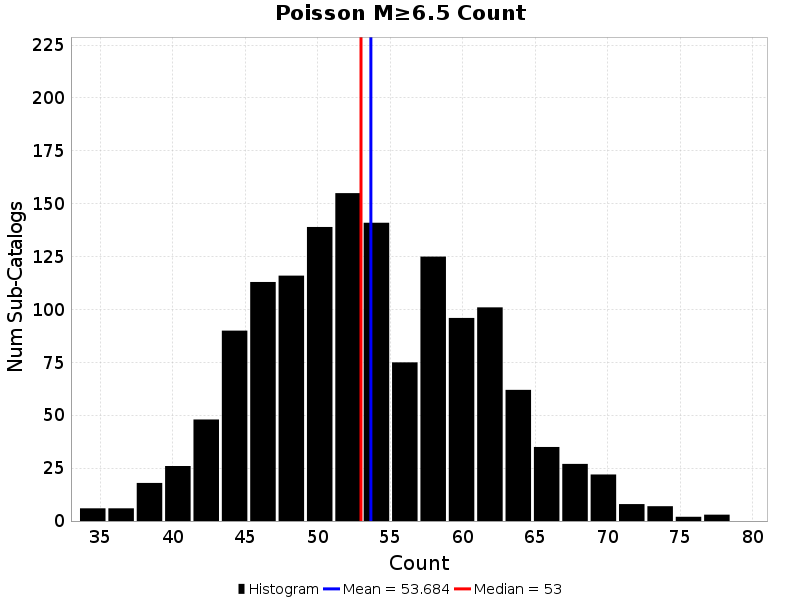 Poisson M≥6.5 Count
225
200
175
150
125
100
75
50
25
0
Num Sub-Catalogs
35 40 45 50 55 60 65 70 75 80
Count
Histogram Mean = 53.684 Median = 53